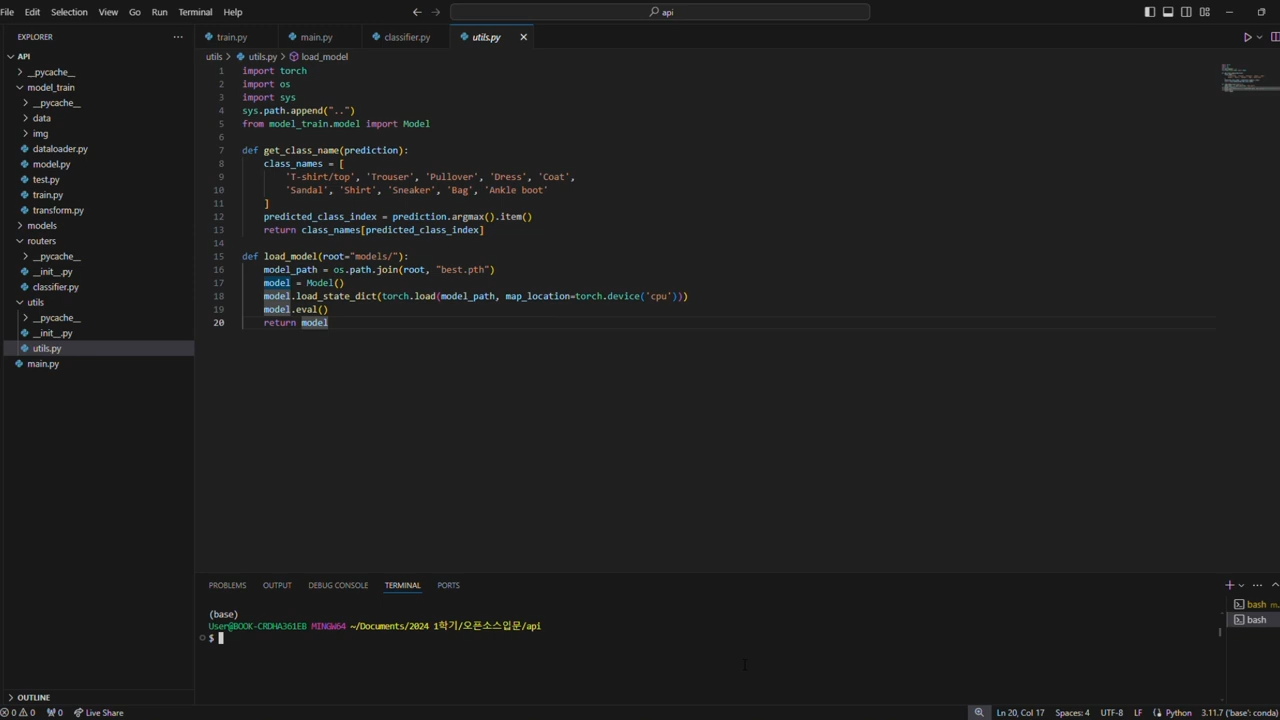 File Edit Selection View Go Run Terminal Help
api
EXPLORER
API
__pycache__
model_train
__pycache__
data
img
dataloader.py
model.py
test.py
train.py
transform.py
models
routers
__pycache__
__init__.py
classifier.py
utils
__pycache__
__init__.py
utils.py
main.py
OUTLINE
train.py main.py classifier.py utils.py
utils > utils.py > load_model
1 import torch
2 import os
3 import sys
4 sys.path.append("..")
5 from model_train.model import Model
6
7 def get_class_name(prediction):
8 class_names = [
9 'T-shirt/top', 'Trouser', 'Pullover', 'Dress', 'Coat',
10 'Sandal', 'Shirt', 'Sneaker', 'Bag', 'Ankle boot'
11 ]
12 predicted_class_index = prediction.argmax().item()
13 return class_names[predicted_class_index]
14
15 def load_model(root="models/"):
16 model_path = os.path.join(root, "best.pth")
17 model = Model()
18 model.load_state_dict(torch.load(model_path, map_location=torch.device('cpu')))
19 model.eval()
20 return model
PROBLEMS OUTPUT DEBUG CONSOLE TERMINAL PORTS
(base)
User@BOOK-CRDHA361EB MINGW64 ~/Documents/2024 1학기/오픈소스입문/api
$
bash
bash
0 0 0 Live Share
Ln 20, Col 17 Spaces: 4 UTF-8 LF Python 3.11.7 ('base': conda)